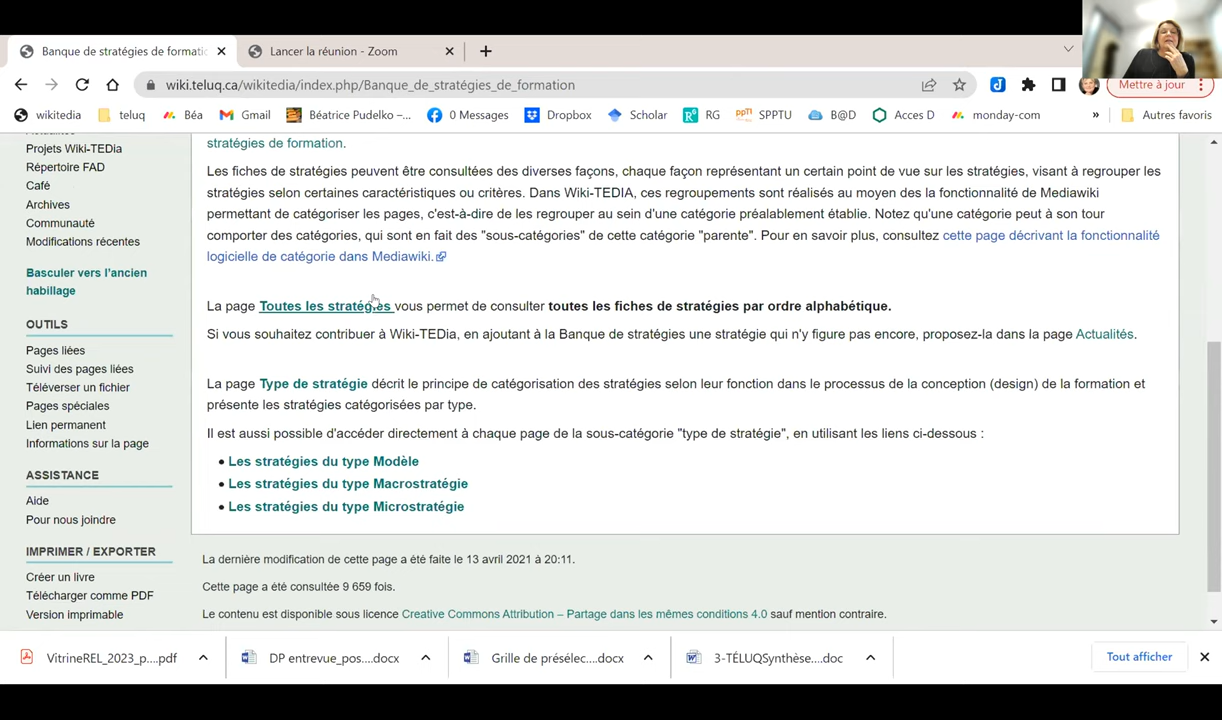 Banque de stratégies de formatio
Lancer la réunion - Zoom
wiki.teluq.ca/wikitedia/index.php/Banque_de_stratégies_de_formation
Mettre à jour
wikitedia
teluq
Béa
Gmail
Béatrice Pudelko –...
0 Messages
Dropbox
Scholar
RG
SPPTU
B@D
Acces D
monday-com
»
Autres favoris
Projets Wiki-TEDia
Répertoire FAD
Café
Archives
Communauté
Modifications récentes
Basculer vers l'ancien
habillage
OUTILS
Pages liées
Suivi des pages liées
Téléverser un fichier
Pages spéciales
Lien permanent
Informations sur la page
ASSISTANCE
Aide
Pour nous joindre
IMPRIMER / EXPORTER
Créer un livre
Télécharger comme PDF
Version imprimable
stratégies de formation.
Les fiches de stratégies peuvent être consultées des diverses façons, chaque façon représentant un certain point de vue sur les stratégies, visant à regrouper les
stratégies selon certaines caractéristiques ou critères. Dans Wiki-TEDIA, ces regroupements sont réalisés au moyen des la fonctionnalité de Mediawiki
permettant de catégoriser les pages, c'est-à-dire de les regrouper au sein d'une catégorie préalablement établie. Notez qu'une catégorie peut à son tour
comporter des catégories, qui sont en fait des "sous-catégories" de cette catégorie "parente". Pour en savoir plus, consultez cette page décrivant la fonctionnalité
logicielle de catégorie dans Mediawiki.
La page Toutes les stratégies vous permet de consulter toutes les fiches de stratégies par ordre alphabétique.
Si vous souhaitez contribuer à Wiki-TEDia, en ajoutant à la Banque de stratégies une stratégie qui n'y figure pas encore, proposez-la dans la page Actualités.
La page Type de stratégie décrit le principe de catégorisation des stratégies selon leur fonction dans le processus de la conception (design) de la formation et
présente les stratégies catégorisées par type.
Il est aussi possible d'accéder directement à chaque page de la sous-catégorie "type de stratégie", en utilisant les liens ci-dessous :
• Les stratégies du type Modèle
• Les stratégies du type Macrostratégie
• Les stratégies du type Microstratégie
La dernière modification de cette page a été faite le 13 avril 2021 à 20:11.
Cette page a été consultée 9 659 fois.
Le contenu est disponible sous licence Creative Commons Attribution – Partage dans les mêmes conditions 4.0 sauf mention contraire.
VitrineREL_2023_p....pdf
DP entrevue_pos....docx
Grille de présélec....docx
3-TÉLUQSynthèse....doc
Tout afficher